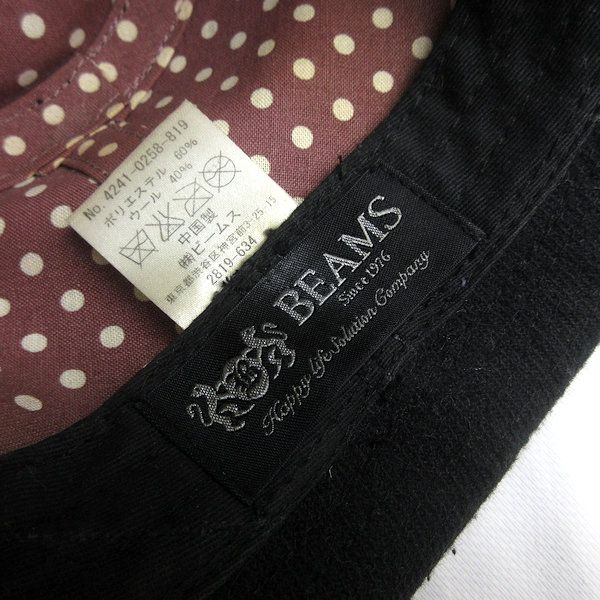 No. 4241-0258-819
ポリエステル 60%
ウール 40%
中国製
㈱ビームス
東京都渋谷区神宮前3-25-15
2819-634
BEAMS
Since 1976
Happy life Solution Company
B